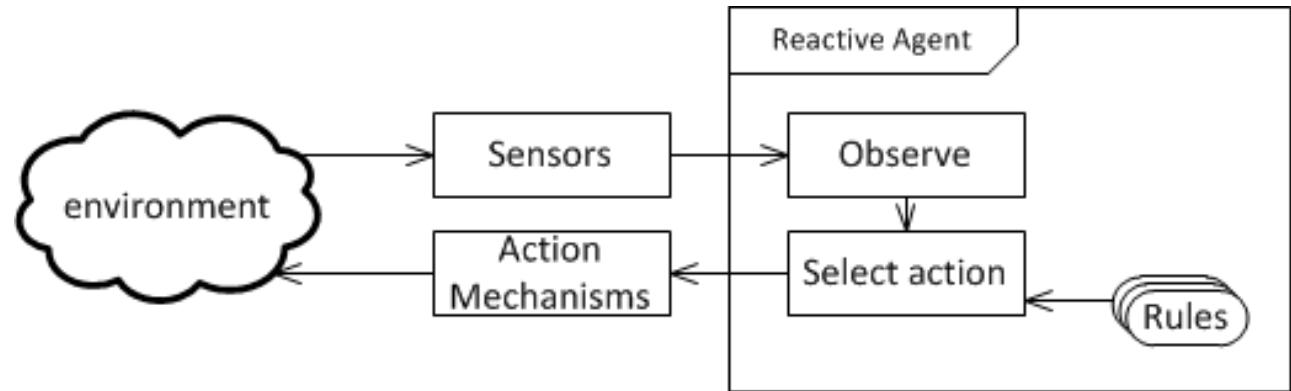 Reactive Agent
Sensors
Observe
environment
Action
Mechanisms
Select action
Rules